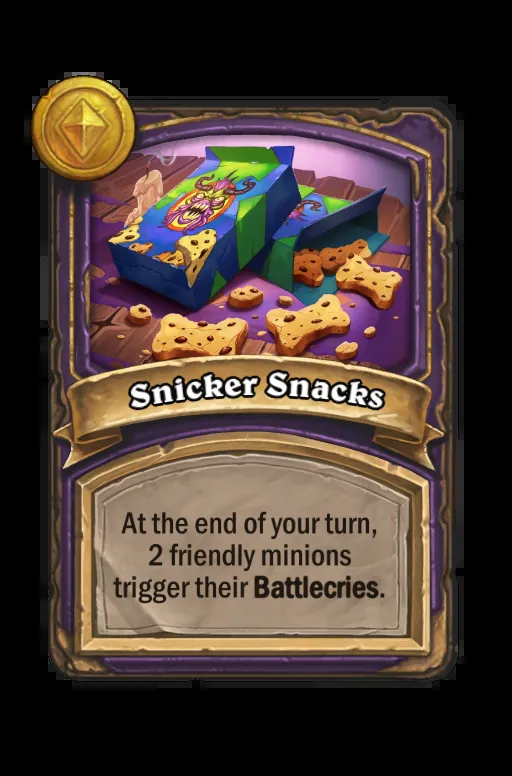 Snicker Snacks
At the end of your turn,
2 friendly minions
trigger their Battlecries.